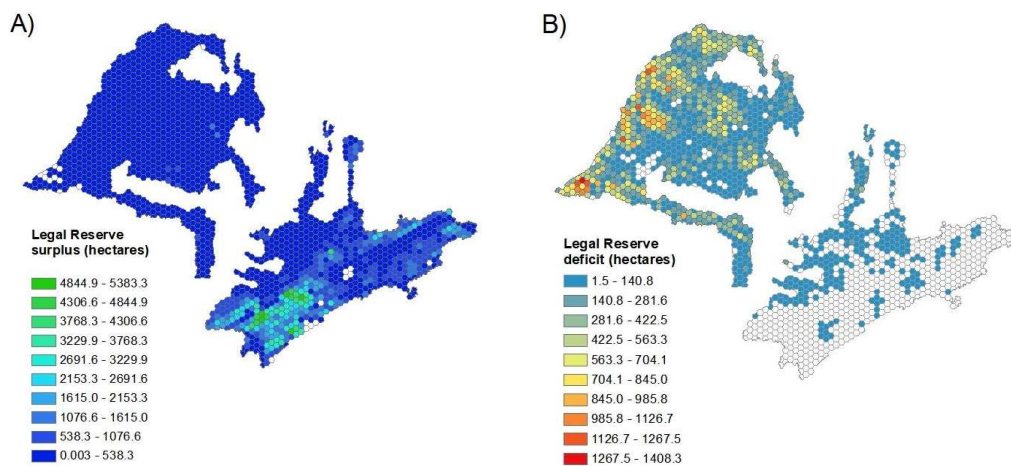 A)
Legal Reserve
surplus (hectares)
4844.9 - 5383.3
4306.6 - 4844.9
3768.3 - 4306.6
3229.9 - 3768.3
2691.6 - 3229.9
2153.3 - 2691.6
1615.0 - 2153.3
1076.6 - 1615.0
538.3 - 1076.6
0.003 - 538.3
B)
Legal Reserve
deficit (hectares)
1.5 - 140.8
140.8 - 281.6
281.6 - 422.5
422.5 - 563.3
563.3 - 704.1
704.1 - 845.0
845.0 - 985.8
985.8 - 1126.7
1126.7 - 1267.5
1267.5 - 1408.3